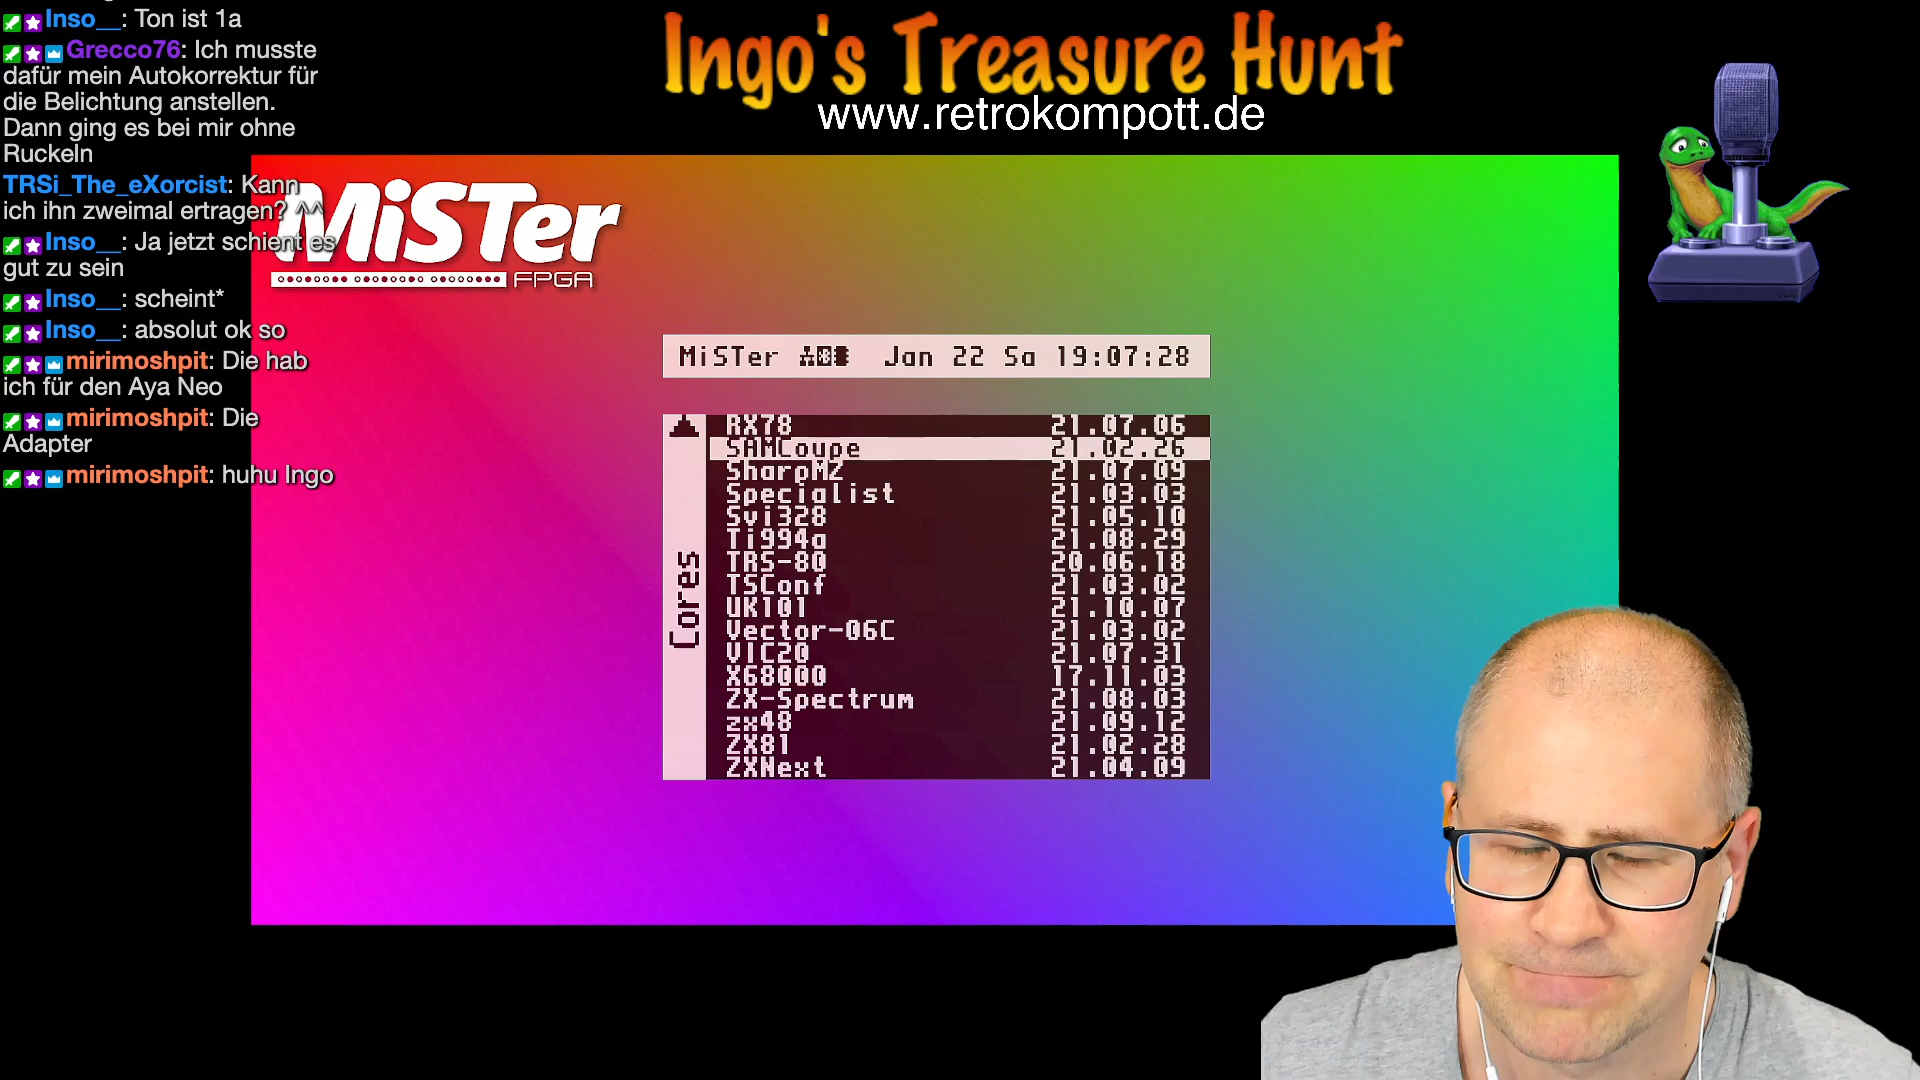 Inso__: Ton ist 1a
Grecco76: Ich musste
dafür mein Autokorrektur für
die Belichtung anstellen.
Dann ging es bei mir ohne
Ruckeln
TRSi_The_eXorcist: Kann
ich ihn zweimal ertragen? ^^
Inso__: Ja jetzt schient es
gut zu sein
Inso__: scheint*
Inso__: absolut ok so
mirimoshpit: Die hab
ich für den Aya Neo
mirimoshpit: Die
Adapter
mirimoshpit: huhu Ingo
Ingo's Treasure Hunt
www.retrokompott.de
MiSTer
FPGA
MiSTer Jan 22 Sa 19:07:28
Cores
RX78 21.07.06
SAMCoupe 21.02.26
SharpMZ 21.07.09
Specialist 21.03.03
Svi328 21.05.10
Ti994a 21.08.29
TRS-80 20.06.18
TSConf 21.03.02
UK101 21.10.07
Vector-06C 21.03.02
VIC20 21.07.31
X68000 17.11.03
ZX-Spectrum 21.08.03
zx48 21.09.12
ZX81 21.02.28
ZXNext 21.04.09